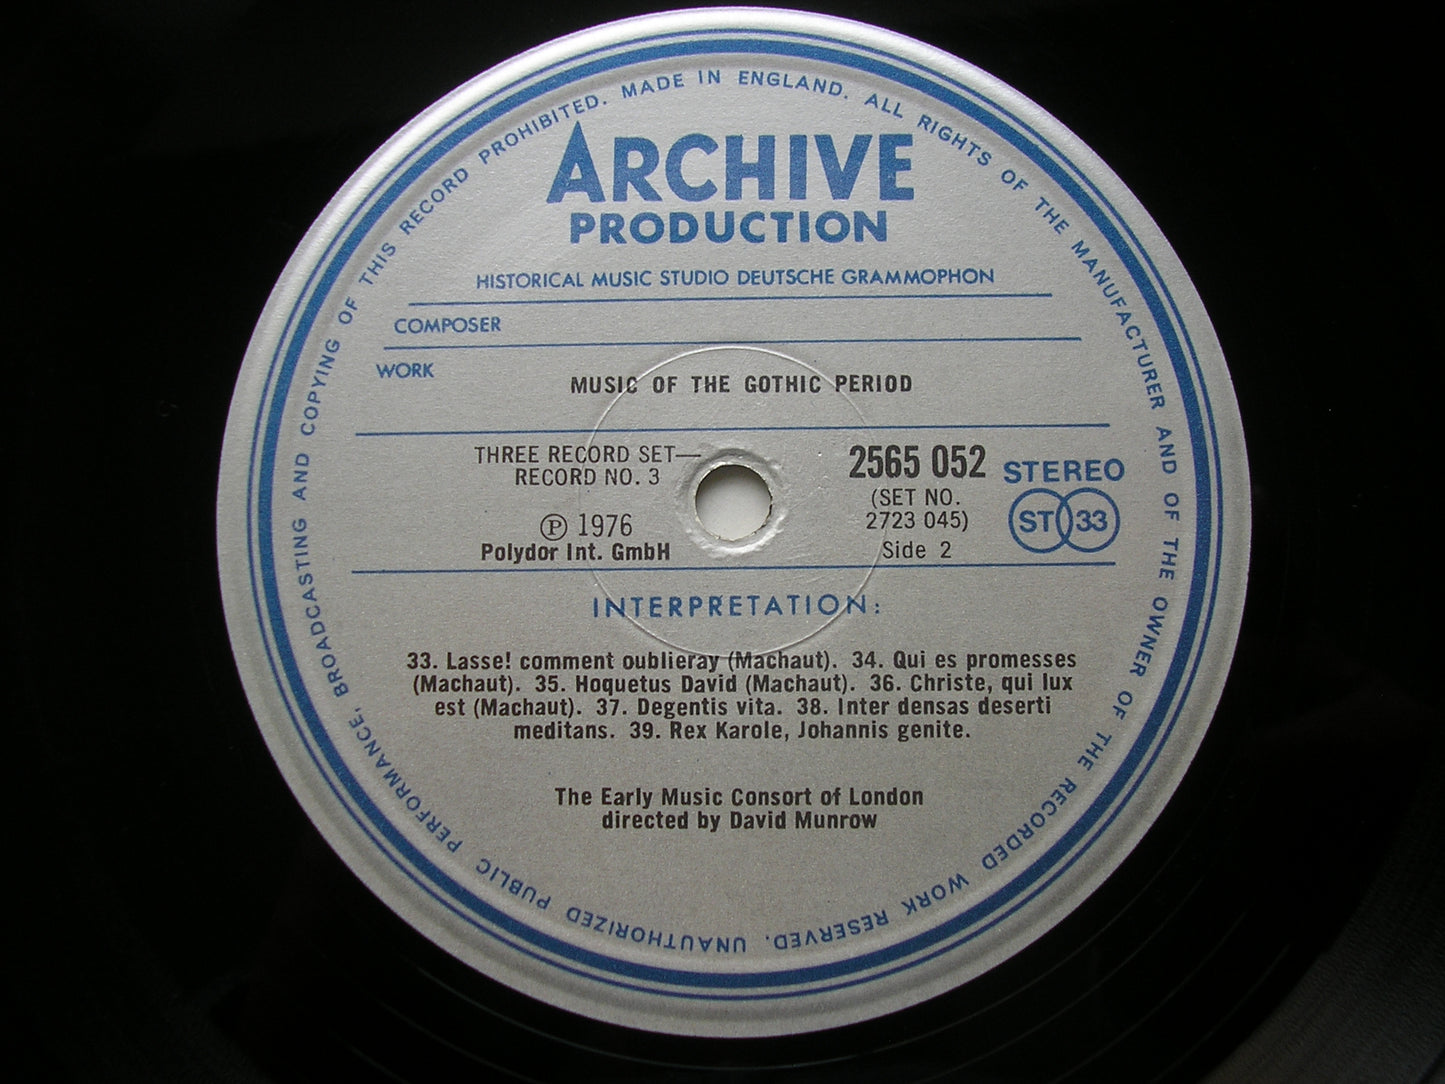 MADE IN ENGLAND. ALL RIGHTS OF THE MANUFACTURER AND OF THE OWNER OF THE RECORDED WORK RESERVED. UNAUTHORIZED PUBLIC PERFORMANCE, BROADCASTING AND COPYING OF THIS RECORD PROHIBITED.
ARCHIVE
PRODUCTION
HISTORICAL MUSIC STUDIO DEUTSCHE GRAMMOPHON
COMPOSER
WORK
MUSIC OF THE GOTHIC PERIOD
THREE RECORD SET—
RECORD NO. 3
℗ 1976
Polydor Int. GmbH
2565 052
(SET NO.
2723 045)
Side 2
STEREO
ST 33
INTERPRETATION:
33. Lasse! comment oublieray (Machaut). 34. Qui es promesses
(Machaut). 35. Hoquetus David (Machaut). 36. Christe, qui lux
est (Machaut). 37. Degentis vita. 38. Inter densas deserti
meditans. 39. Rex Karole, Johannis genite.
The Early Music Consort of London
directed by David Munrow